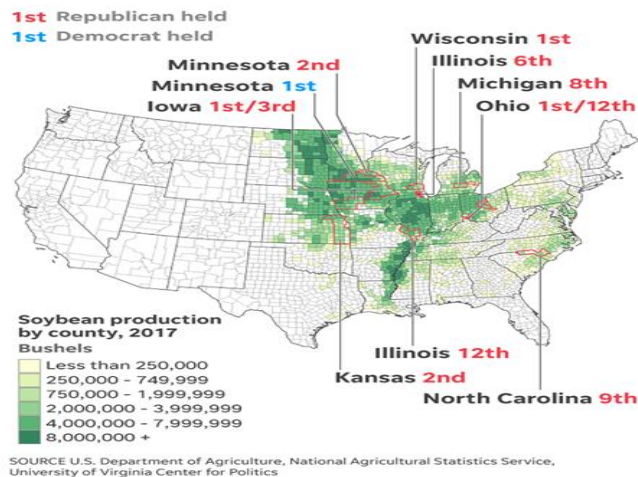 1st Republican held
1st Democrat held
Wisconsin 1st
Minnesota 2nd
Illinois 6th
Minnesota 1st
Michigan 8th
Iowa 1st/3rd
Ohio 1st/12th
Soybean production
by county, 2017
Bushels
Less than 250,000
250,000 - 749,999
750,000 - 1,999,999
2,000,000 - 3,999,999
4,000,000 - 7,999,999
8,000,000 +
Illinois 12th
Kansas 2nd
North Carolina 9th
SOURCE U.S. Department of Agriculture, National Agricultural Statistics Service,
University of Virginia Center for Politics